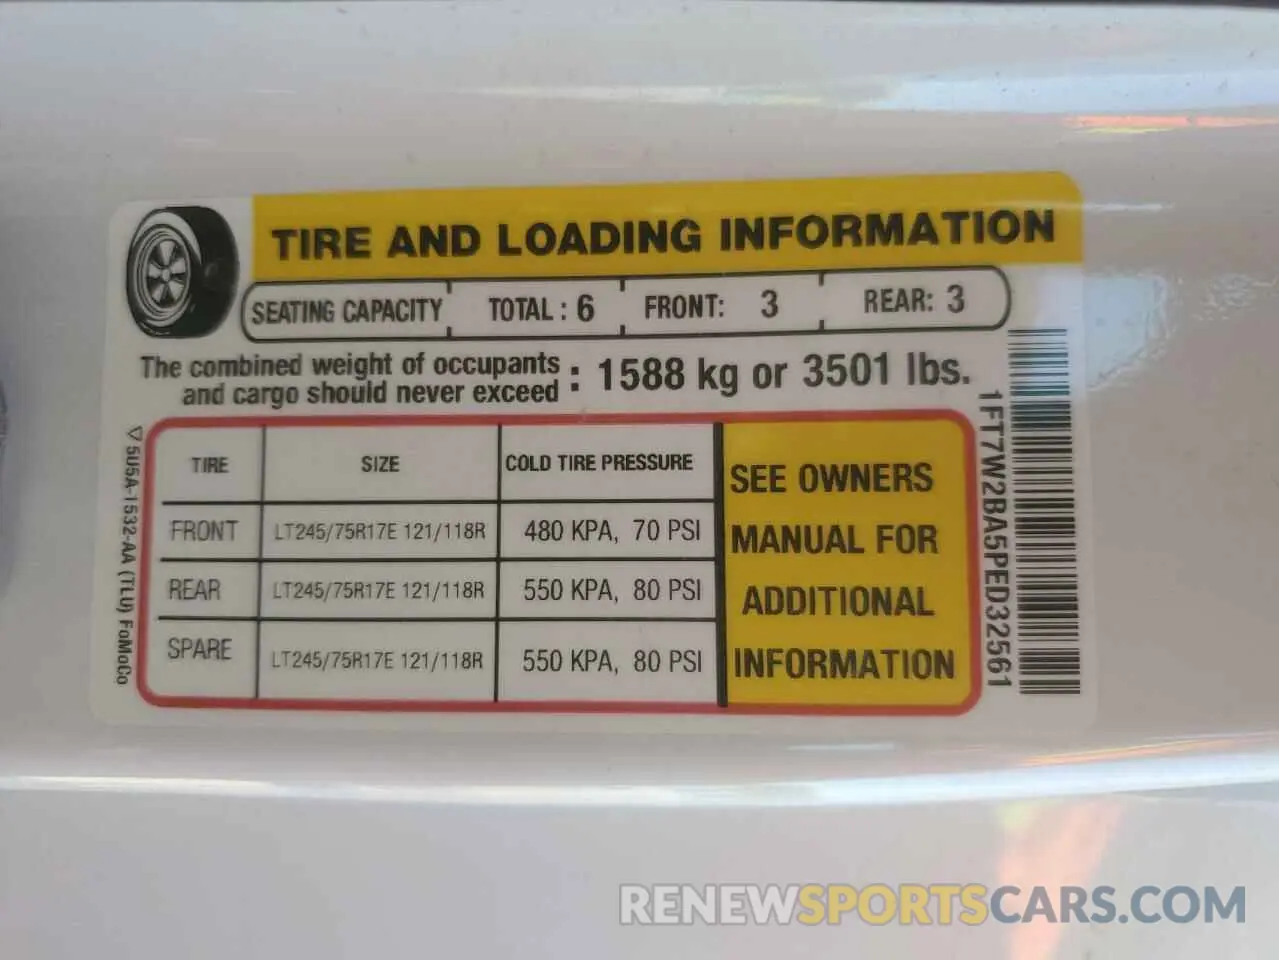 TIRE AND LOADING INFORMATION
SEATING CAPACITY TOTAL : 6 FRONT: 3 REAR: 3
The combined weight of occupants
and cargo should never exceed : 1588 kg or 3501 lbs.
TIRE SIZE COLD TIRE PRESSURE
FRONT LT245/75R17E 121/118R 480 KPA, 70 PSI
REAR LT245/75R17E 121/118R 550 KPA, 80 PSI
SPARE LT245/75R17E 121/118R 550 KPA, 80 PSI
SEE OWNERS
MANUAL FOR
ADDITIONAL
INFORMATION
5U5A-1532-AA (TLU) FoMoCo
1FT7W2BA5PED32561
RENEWSPORTSCARS.COM